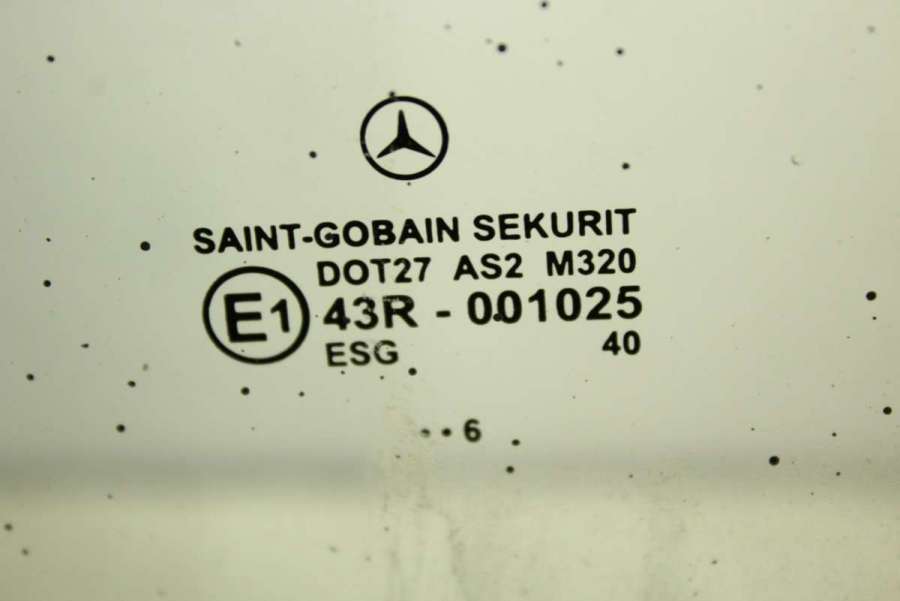 SAINT-GOBAIN SEKURIT
DOT27 AS2 M320
E1 43R - 001025
ESG 40
• • 6